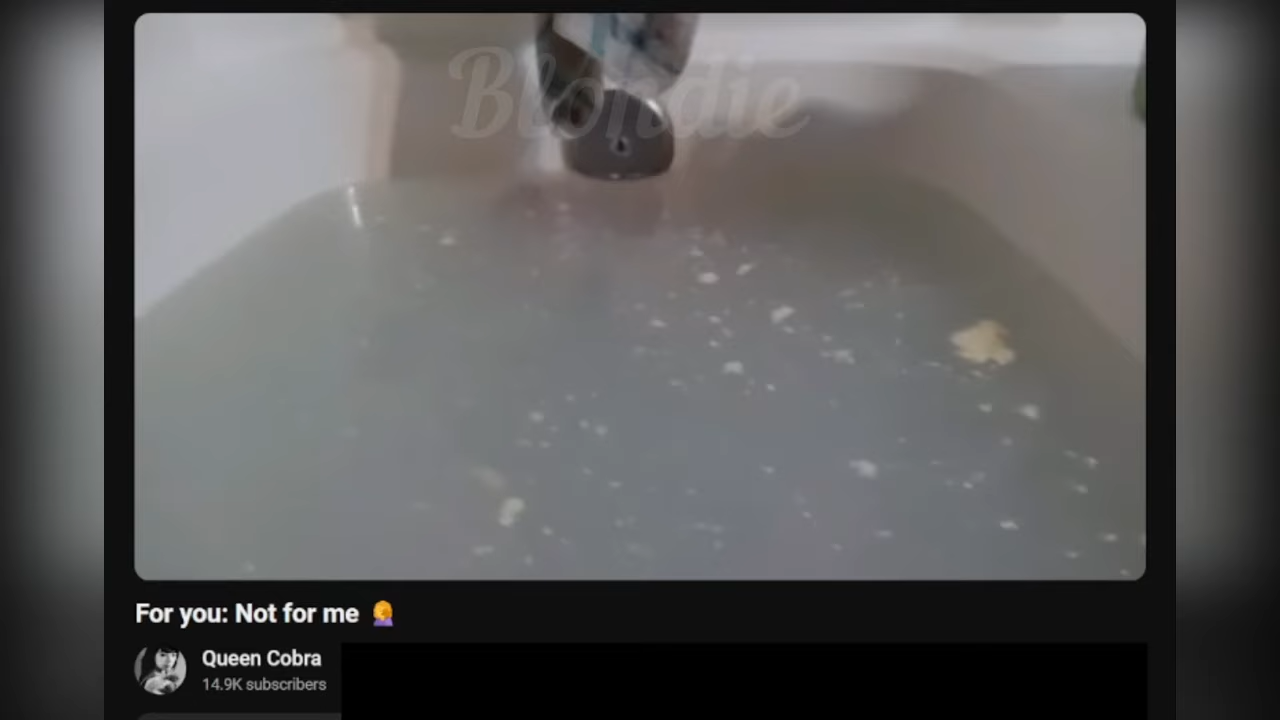 Blondie
For you: Not for me 🤦‍♀️
Queen Cobra
14.9K subscribers